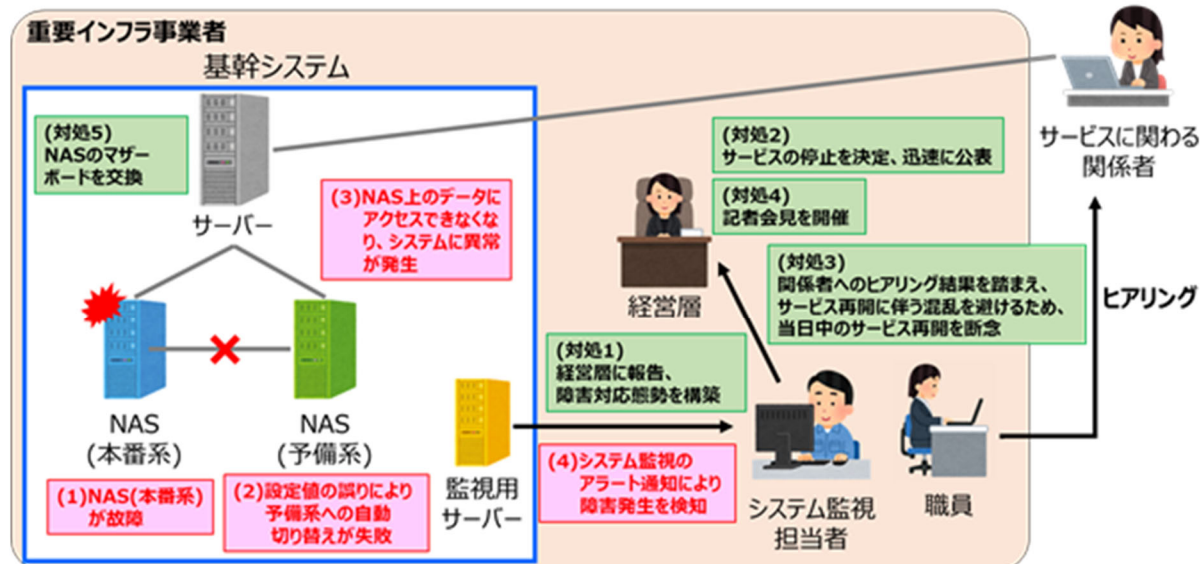 重要インフラ事業者
基幹システム
(対処5)
NASのマザー
ボードを交換
サーバー
(3)NAS上のデータに
アクセスできなくな
り、システムに異常
が発生
NAS
(本番系)
NAS
(予備系)
(1)NAS(本番系)
が故障
(2)設定値の誤りにより
予備系への自動
切り替えが失敗
監視用
サーバー
(対処2)
サービスの停止を決定、迅速に公表
(対処4)
記者会見を開催
経営層
(対処3)
関係者へのヒアリング結果を踏まえ、
サービス再開に伴う混乱を避けるため、
当日中のサービス再開を断念
(対処1)
経営層に報告、
障害対応態勢を構築
(4)システム監視の
アラート通知により
障害発生を検知
システム監視
担当者
職員
サービスに関わる
関係者
ヒアリング